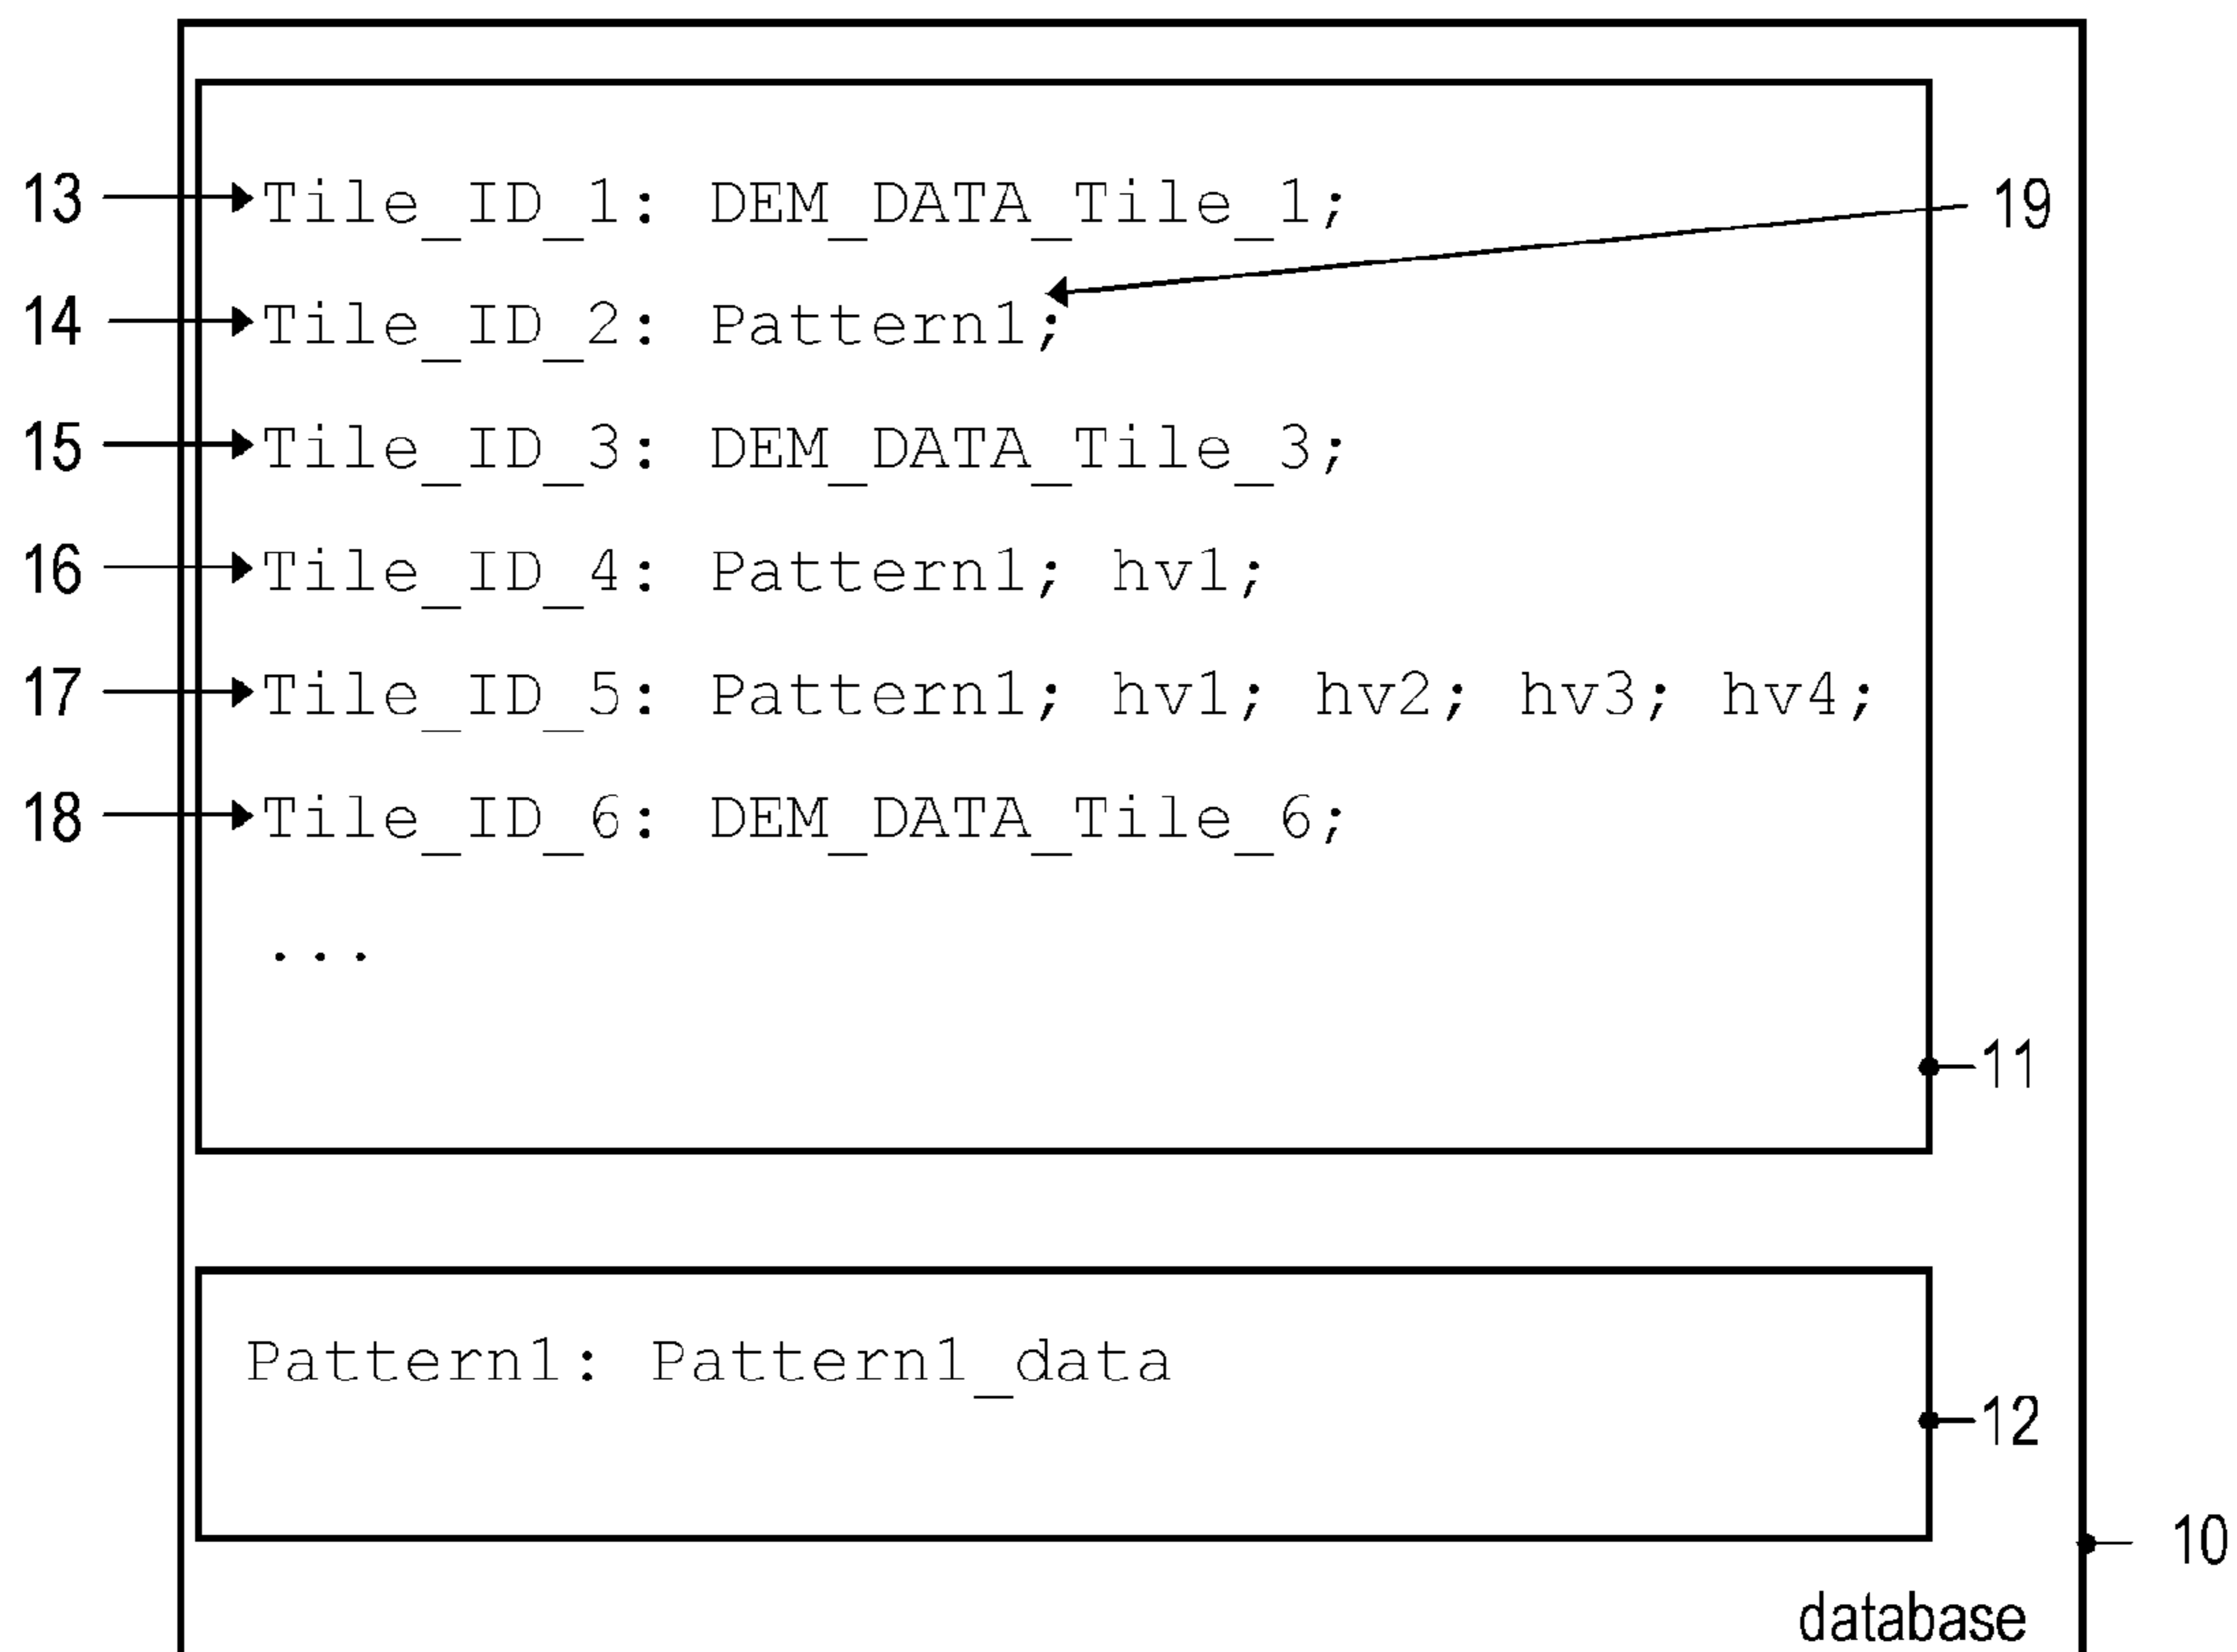 13 Tile_ID_1: DEM_DATA_Tile_1; 19
14 Tile_ID_2: Pattern1;
15 Tile_ID_3: DEM_DATA_Tile_3;
16 Tile_ID_4: Pattern1; hv1;
17 Tile_ID_5: Pattern1; hv1; hv2; hv3; hv4;
18 Tile_ID_6: DEM_DATA_Tile_6;
...
11
Pattern1: Pattern1_data
12
10
database